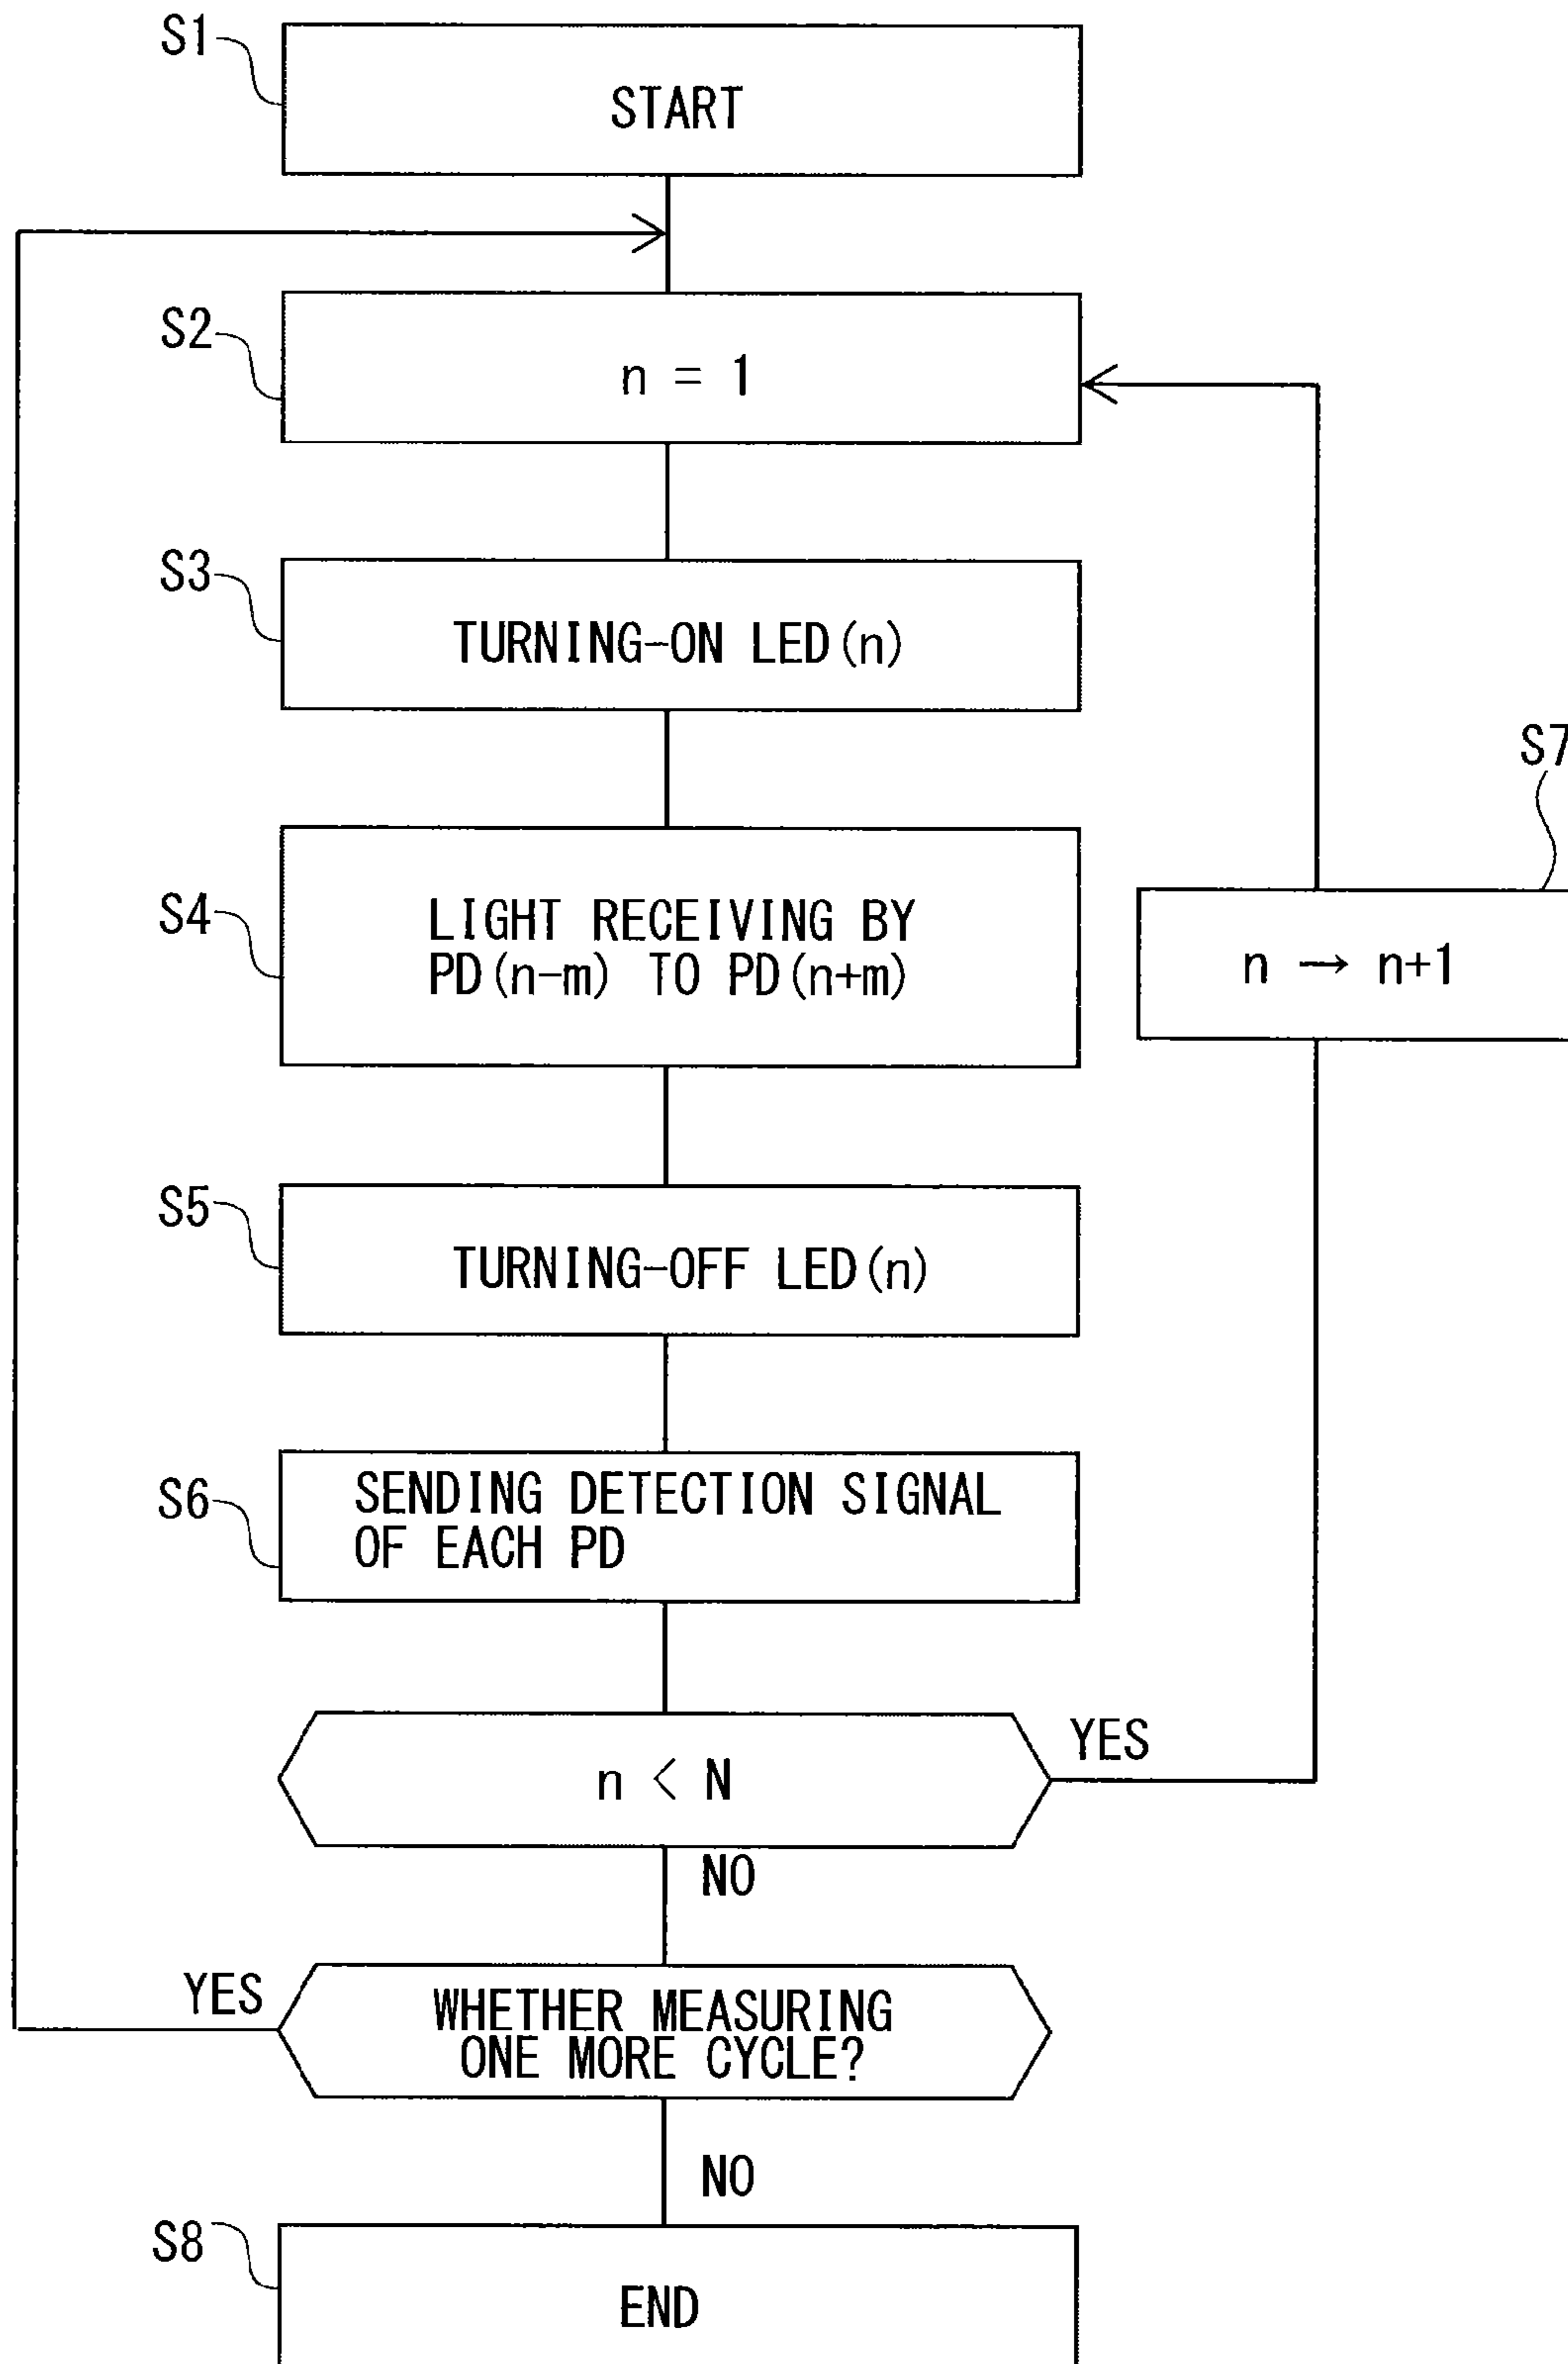 S1
START
S2
n = 1
S3
TURNING-ON LED(n)
S7
S4
LIGHT RECEIVING BY
PD(n-m) TO PD(n+m)
n → n+1
S5
TURNING-OFF LED(n)
S6
SENDING DETECTION SIGNAL
OF EACH PD
YES
n < N
NO
YES
WHETHER MEASURING
ONE MORE CYCLE?
NO
S8
END